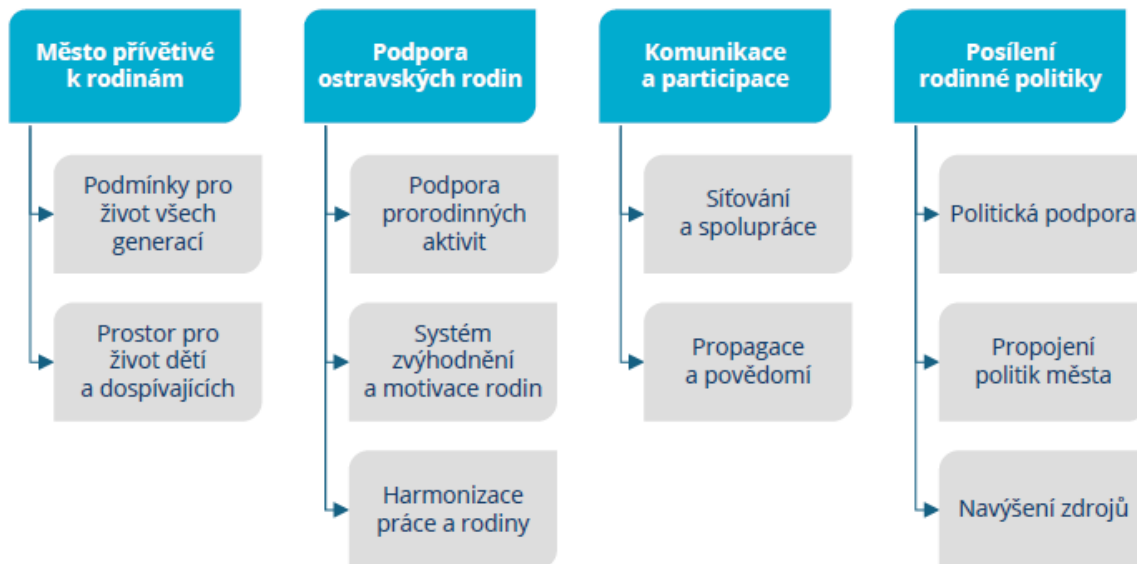 Město přívětivé
k rodinám
Podmínky pro
život všech
generací
Prostor pro
život dětí
a dospívajících
Podpora
ostravských rodin
Podpora
prorodinných
aktivit
Systém
zvýhodnění
a motivace rodin
Harmonizace
práce a rodiny
Komunikace
a participace
Síťování
a spolupráce
Propagace
a povědomí
Posílení
rodinné politiky
Politická podpora
Propojení
politik města
Navýšení zdrojů